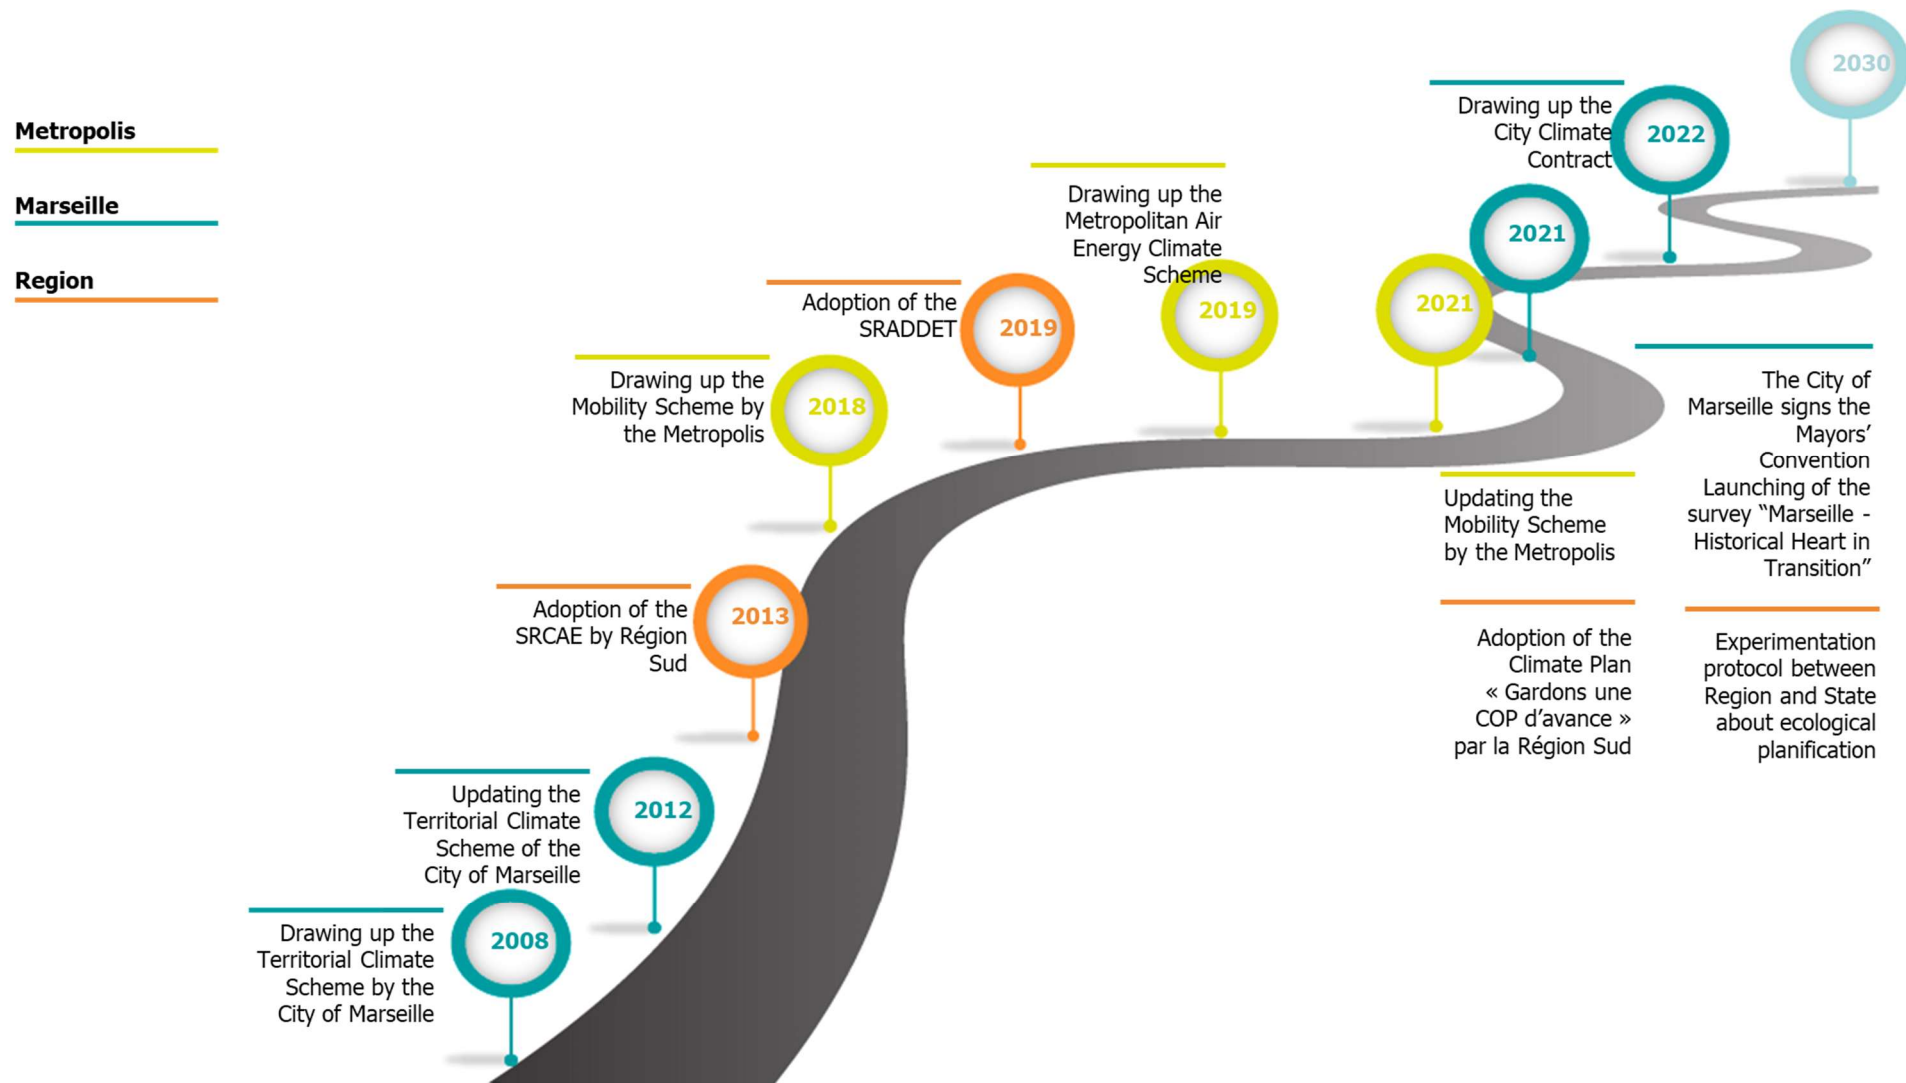 Metropolis
Marseille
Region
2030
Drawing up the
City Climate
Contract
2022
Drawing up the
Metropolitan Air
Energy Climate
Scheme
2019
2021
2021
Adoption of the
SRADDET
2019
Drawing up the
Mobility Scheme by
the Metropolis
2018
The City of
Marseille signs the
Mayors’
Convention
Launching of the
survey “Marseille -
Historical Heart in
Transition”
Updating the
Mobility Scheme
by the Metropolis
Adoption of the
SRCAE by Région
Sud
2013
Adoption of the
Climate Plan
« Gardons une
COP d’avance »
par la Région Sud
Experimentation
protocol between
Region and State
about ecological
planification
Updating the
Territorial Climate
Scheme of the
City of Marseille
2012
Drawing up the
Territorial Climate
Scheme by the
City of Marseille
2008